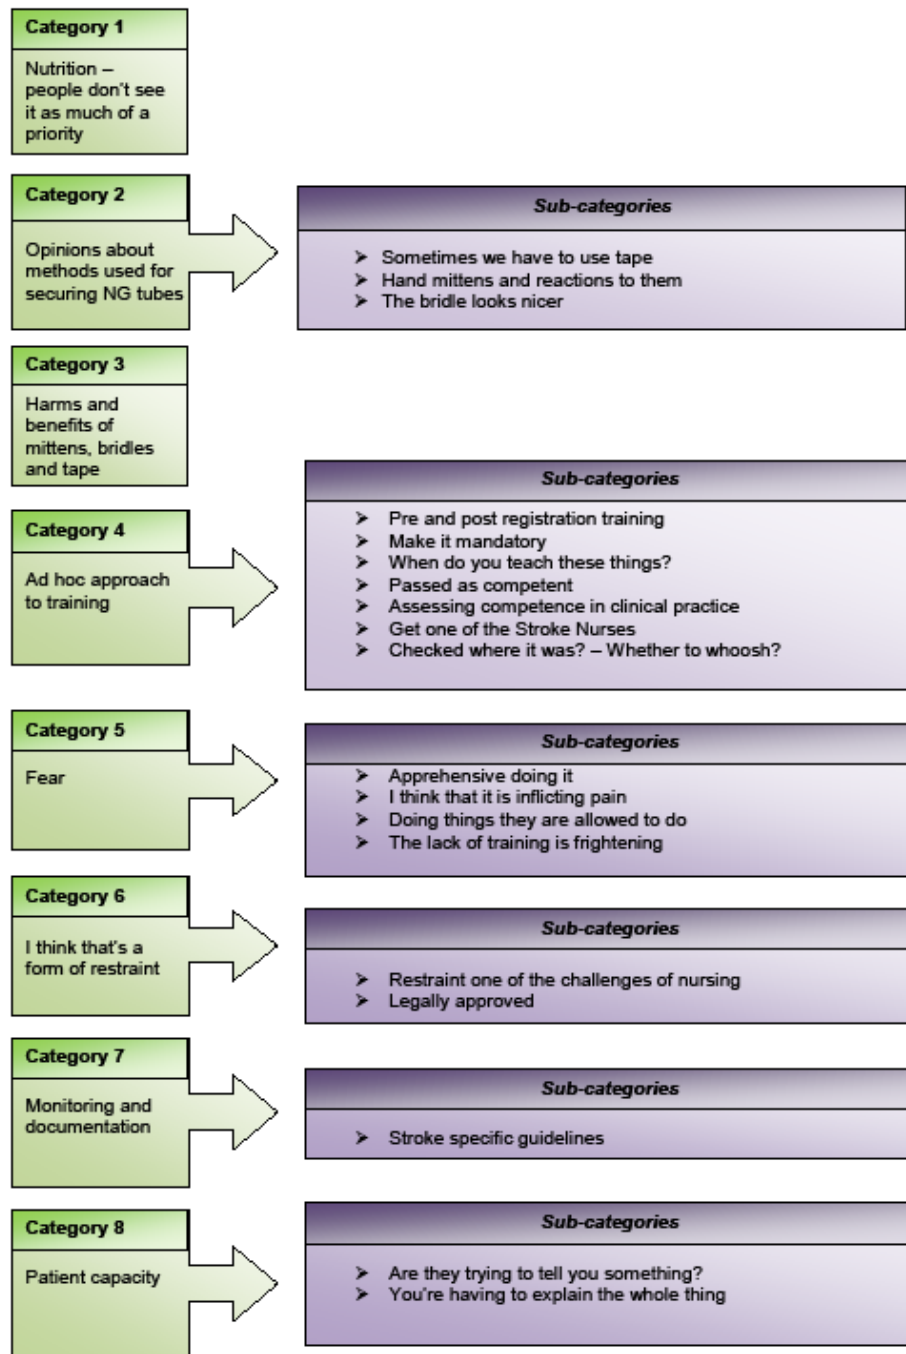 Category 1
Nutrition –
people don't see
it as much of a
priority
Category 2
Opinions about
methods used for
securing NG tubes
Sub-categories
➢ Sometimes we have to use tape
➢ Hand mittens and reactions to them
➢ The bridle looks nicer
Category 3
Harms and
benefits of
mittens, bridles
and tape
Category 4
Ad hoc approach
to training
Sub-categories
➢ Pre and post registration training
➢ Make it mandatory
➢ When do you teach these things?
➢ Passed as competent
➢ Assessing competence in clinical practice
➢ Get one of the Stroke Nurses
➢ Checked where it was? – Whether to whoosh?
Category 5
Fear
Sub-categories
➢ Apprehensive doing it
➢ I think that it is inflicting pain
➢ Doing things they are allowed to do
➢ The lack of training is frightening
Category 6
I think that's a
form of restraint
Sub-categories
➢ Restraint one of the challenges of nursing
➢ Legally approved
Category 7
Monitoring and
documentation
Sub-categories
➢ Stroke specific guidelines
Category 8
Patient capacity
Sub-categories
➢ Are they trying to tell you something?
➢ You're having to explain the whole thing